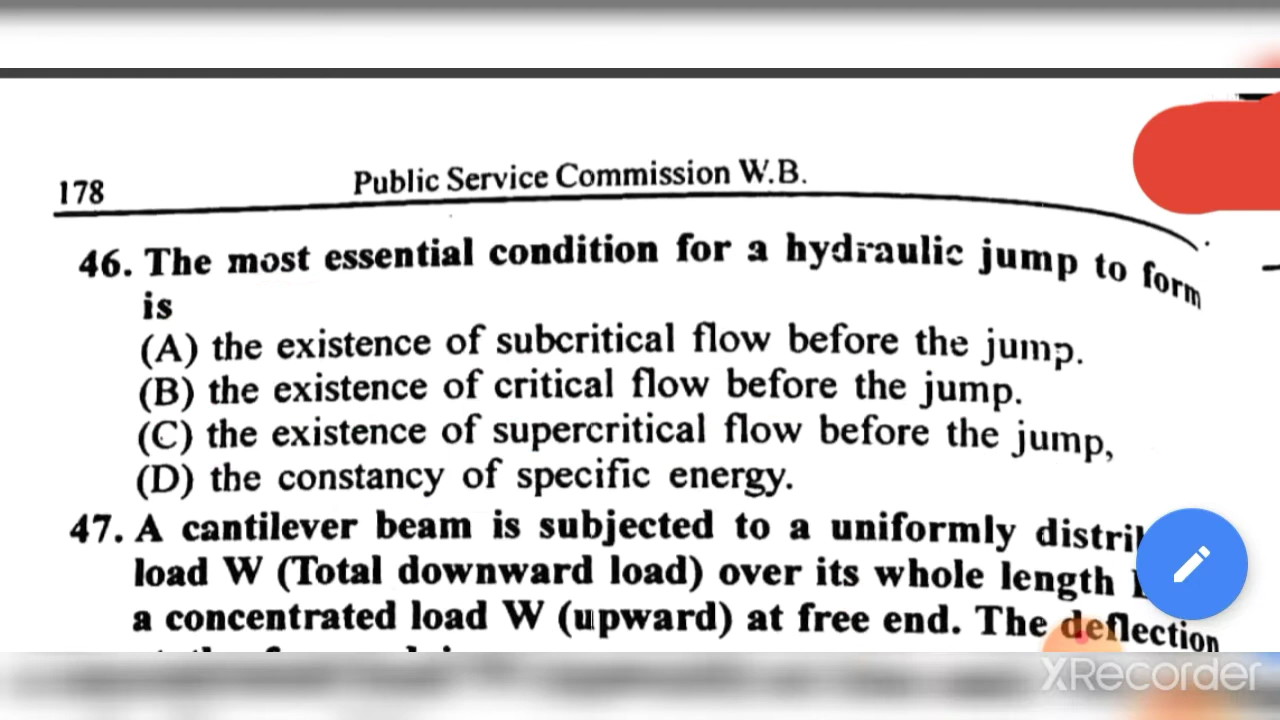 178
Public Service Commission W.B.
46. The most essential condition for a hydraulic jump to form
is
(A) the existence of subcritical flow before the jump.
(B) the existence of critical flow before the jump.
(C) the existence of supercritical flow before the jump,
(D) the constancy of specific energy.
47. A cantilever beam is subjected to a uniformly
load W (Total downward load) over its whole length
a concentrated load W (upward) at free end. The deflection
XRecorder